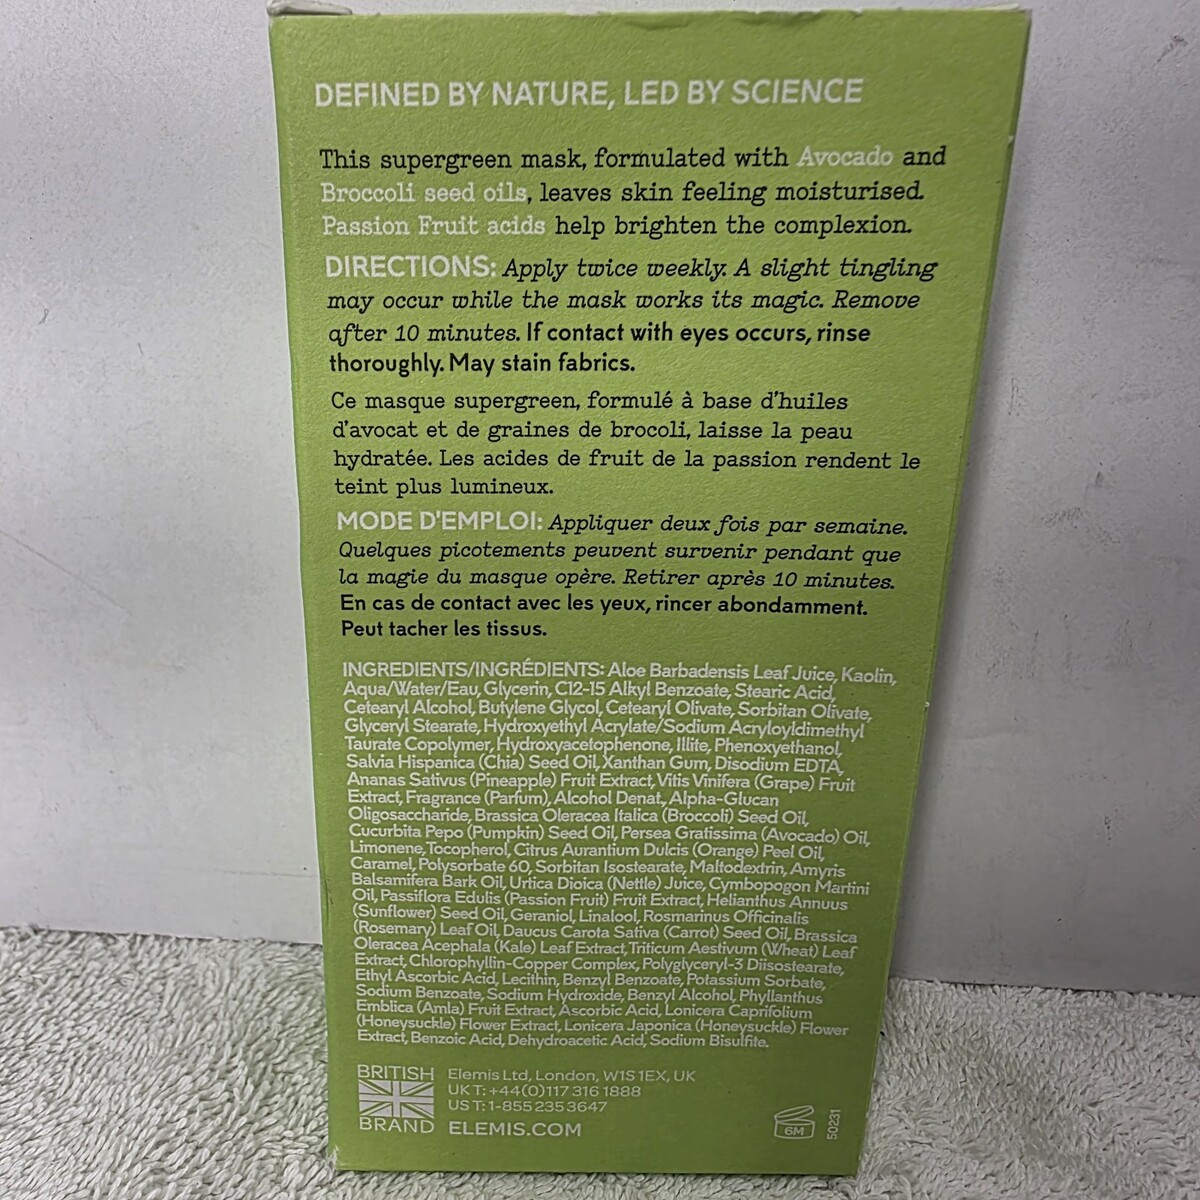 DEFINED BY NATURE, LED BY SCIENCE
This supergreen mask, formulated with Avocado and
Broccoli seed oils, leaves skin feeling moisturised.
Passion Fruit acids help brighten the complexion.
DIRECTIONS: Apply twice weekly. A slight tingling
may occur while the mask works its magic. Remove
after 10 minutes. If contact with eyes occurs, rinse
thoroughly. May stain fabrics.
Ce masque supergreen, formulé à base d'huiles
d'avocat et de graines de brocoli, laisse la peau
hydratée. Les acides de fruit de la passion rendent le
teint plus lumineux.
MODE D'EMPLOI: Appliquer deux fois par semaine.
Quelques picotements peuvent survenir pendant que
la magie du masque opère. Retirer après 10 minutes.
En cas de contact avec les yeux, rincer abondamment.
Peut tacher les tissus.
INGREDIENTS/INGRÉDIENTS: Aloe Barbadensis Leaf Juice, Kaolin,
Aqua/Water/Eau, Glycerin, C12-15 Alkyl Benzoate, Stearic Acid,
Cetearyl Alcohol, Butylene Glycol, Cetearyl Olivate, Sorbitan Olivate,
Glyceryl Stearate, Hydroxyethyl Acrylate/Sodium Acryloyldimethyl
Taurate Copolymer, Hydroxyacetophenone, Illite, Phenoxyethanol,
Salvia Hispanica (Chia) Seed Oil, Xanthan Gum, Disodium EDTA,
Ananas Sativus (Pineapple) Fruit Extract, Vitis Vinifera (Grape) Fruit
Extract, Fragrance (Parfum), Alcohol Denat., Alpha-Glucan
Oligosaccharide, Brassica Oleracea Italica (Broccoli) Seed Oil,
Cucurbita Pepo (Pumpkin) Seed Oil, Persea Gratissima (Avocado) Oil,
Limonene, Tocopherol, Citrus Aurantium Dulcis (Orange) Peel Oil,
Caramel, Polysorbate 60, Sorbitan Isostearate, Maltodextrin, Amyris
Balsamifera Bark Oil, Urtica Dioica (Nettle) Juice, Cymbopogon Martini
Oil, Passiflora Edulis (Passion Fruit) Fruit Extract, Helianthus Annuus
(Sunflower) Seed Oil, Geraniol, Linalool, Rosmarinus Officinalis
(Rosemary) Leaf Oil, Daucus Carota Sativa (Carrot) Seed Oil, Brassica
Oleracea Acephala (Kale) Leaf Extract, Triticum Aestivum (Wheat) Leaf
Extract, Chlorophyllin-Copper Complex, Polyglyceryl-3 Diisostearate,
Ethyl Ascorbic Acid, Lecithin, Benzyl Benzoate, Potassium Sorbate,
Sodium Benzoate, Sodium Hydroxide, Benzyl Alcohol, Phyllanthus
Emblica (Amla) Fruit Extract, Ascorbic Acid, Lonicera Caprifolium
(Honeysuckle) Flower Extract, Lonicera Japonica (Honeysuckle) Flower
Extract, Benzoic Acid, Dehydroacetic Acid, Sodium Bisulfite.
BRITISH
BRAND
Elemis Ltd, London, W1S 1EX, UK
UK T: +44(0)117 316 1888
US T: 1-855 235 3647
ELEMIS.COM
6M
50231